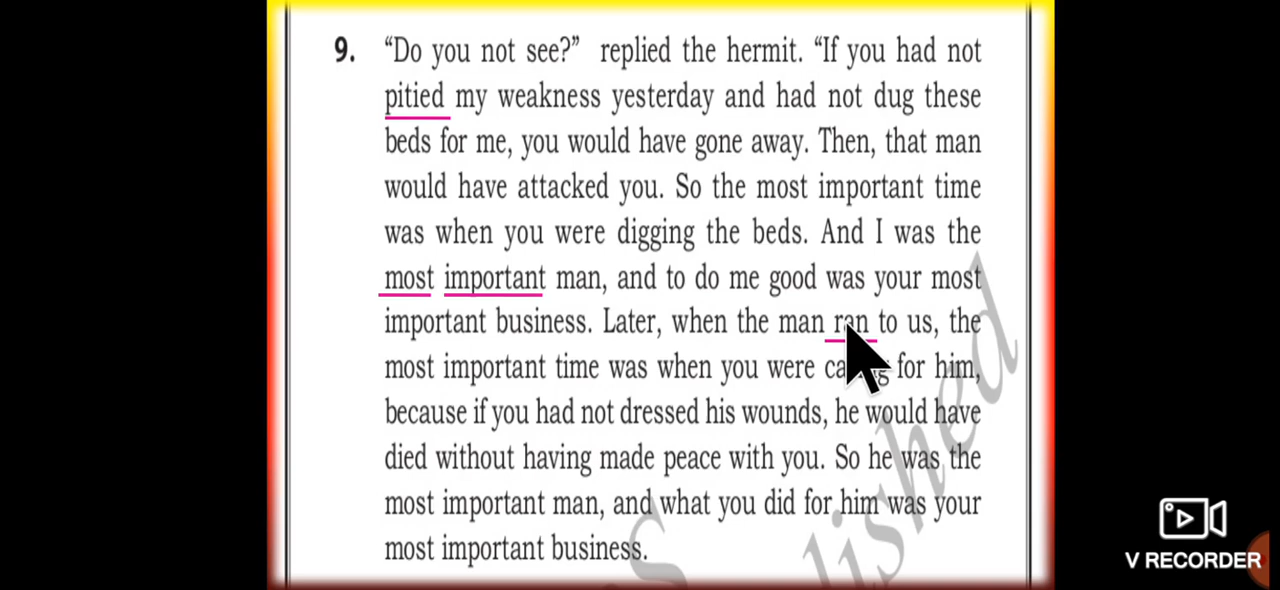 9. “Do you not see?” replied the hermit. “If you had not
pitied my weakness yesterday and had not dug these
beds for me, you would have gone away. Then, that man
would have attacked you. So the most important time
was when you were digging the beds. And I was the
most important man, and to do me good was your most
important business. Later, when the man ran to us, the
most important time was when you were for him,
because if you had not dressed his wounds, he would have
died without having made peace with you. So he was the
most important man, and what you did for him was your
most important business.
V RECORDER